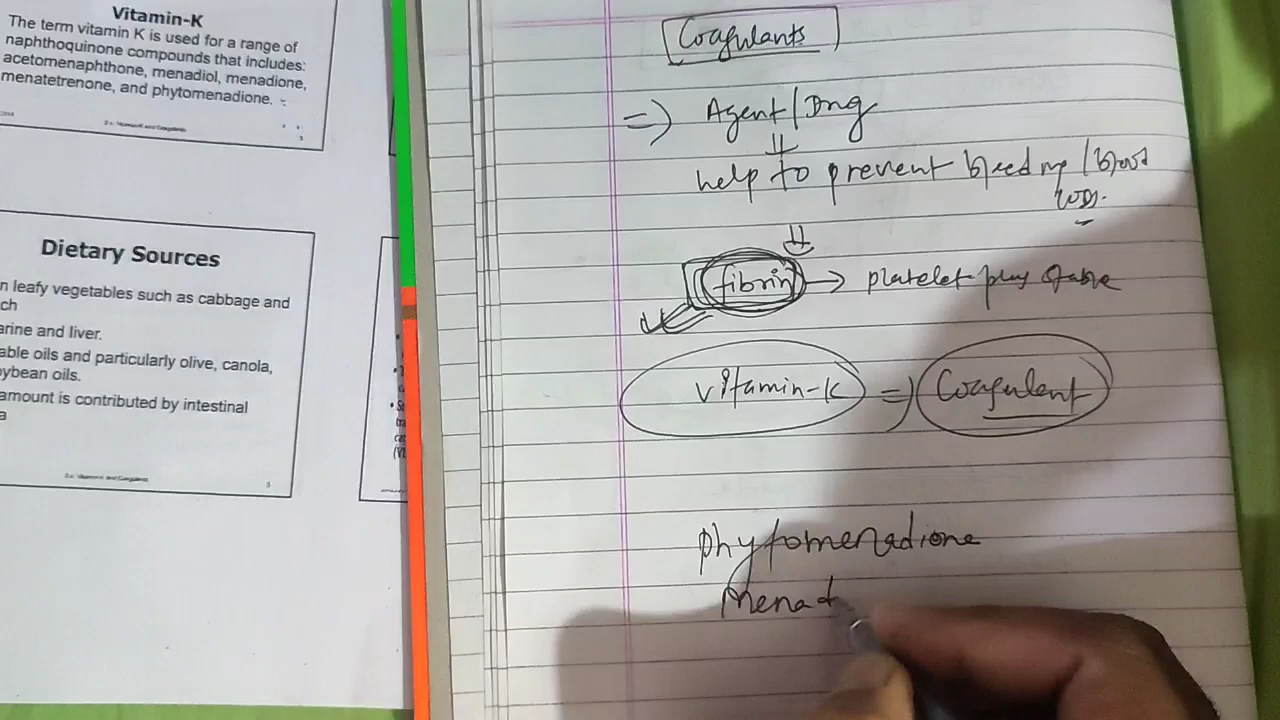 Vitamin-K
The term vitamin K is used for a range of
naphthoquinone compounds that includes:
acetomenaphthone, menadiol, menadione,
menatetrenone, and phytomenadione.
Dietary Sources
n leafy vegetables such as cabbage and
ch
arine and liver.
able oils and particularly olive, canola,
ybean oils.
amount is contributed by intestinal
a
Coagulants
=> Agent/Drug
help to prevent bleeding/blood
fibrin → platelet plug stable
Vitamin-K => Coagulent
phytomenadione
menad